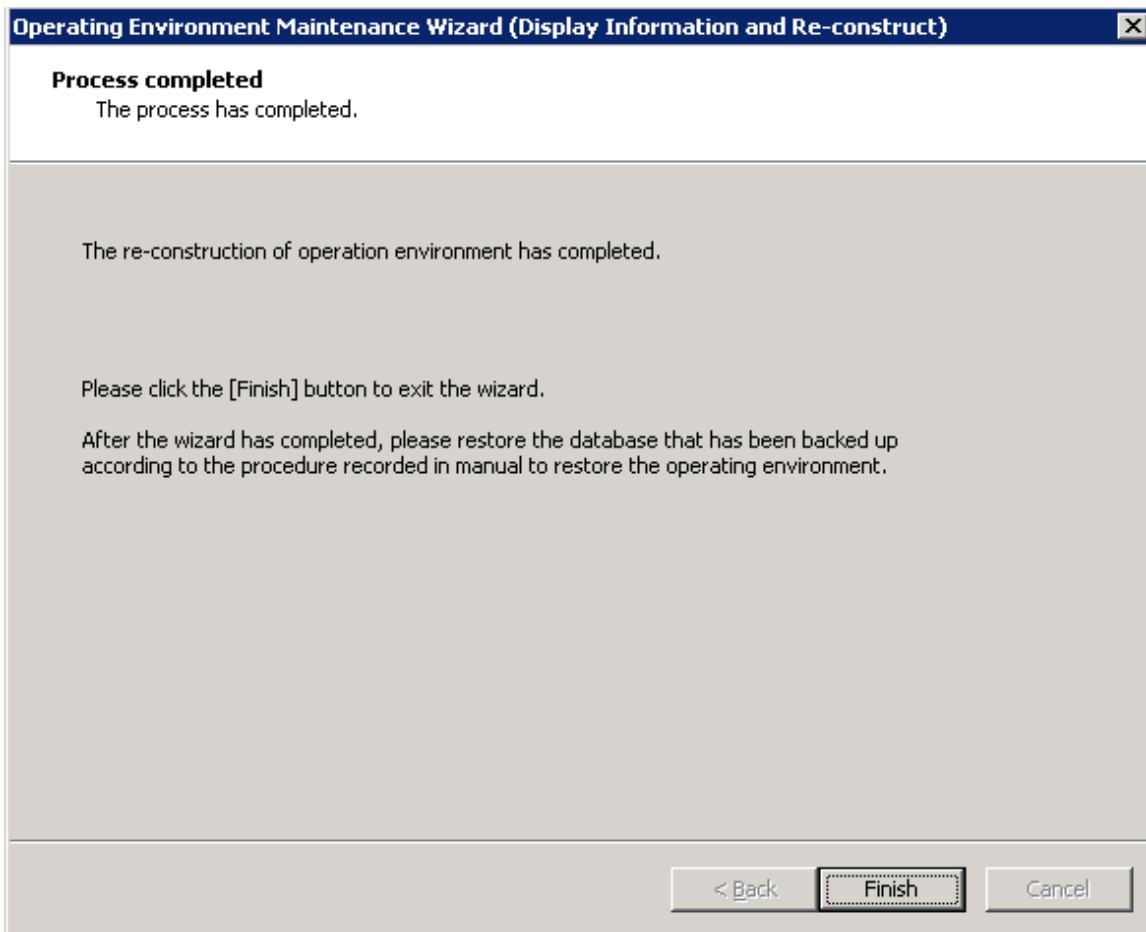 Operating Environment Maintenance Wizard (Display Information and Re-construct)
Process completed
The process has completed.
The re-construction of operation environment has completed.
Please click the [Finish] button to exit the wizard.
After the wizard has completed, please restore the database that has been backed up
according to the procedure recorded in manual to restore the operating environment.
< Back Finish Cancel